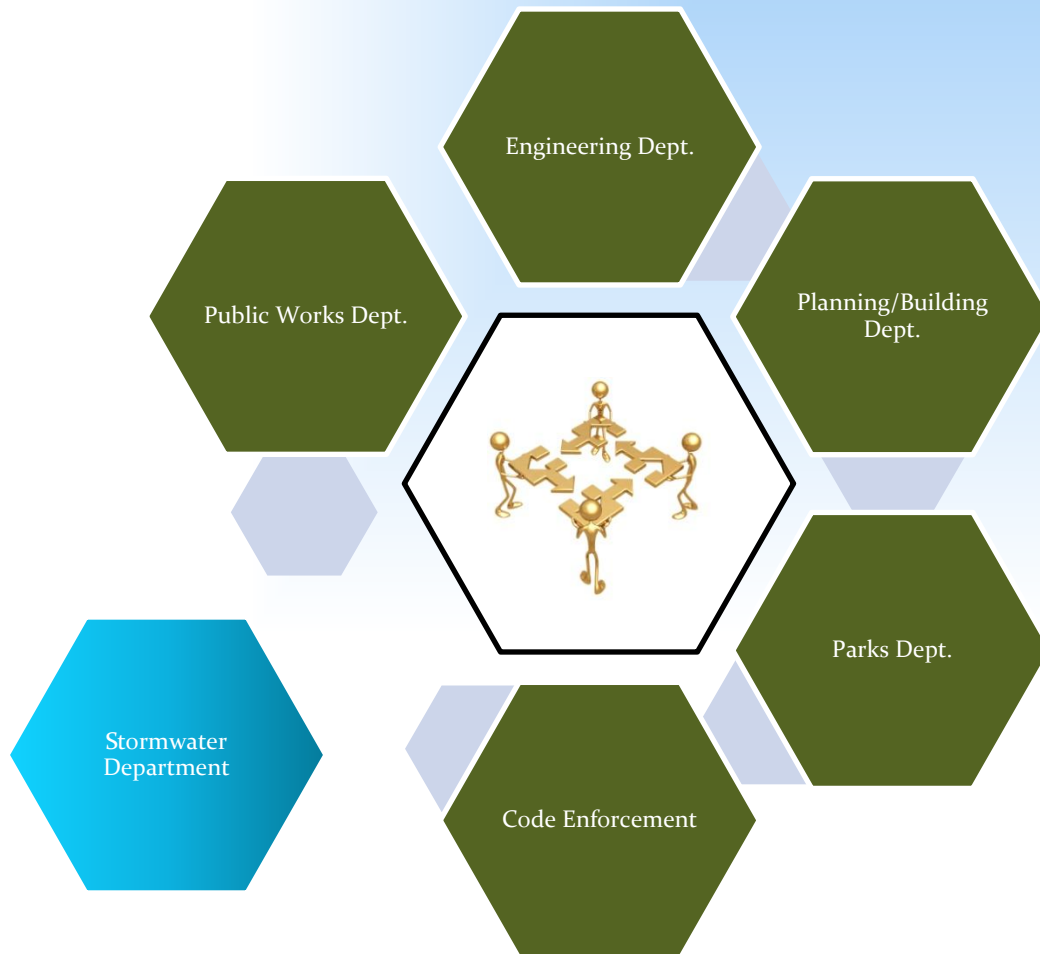 Engineering Dept.
Public Works Dept.
Planning/Building
Dept.
Parks Dept.
Stormwater
Department
Code Enforcement